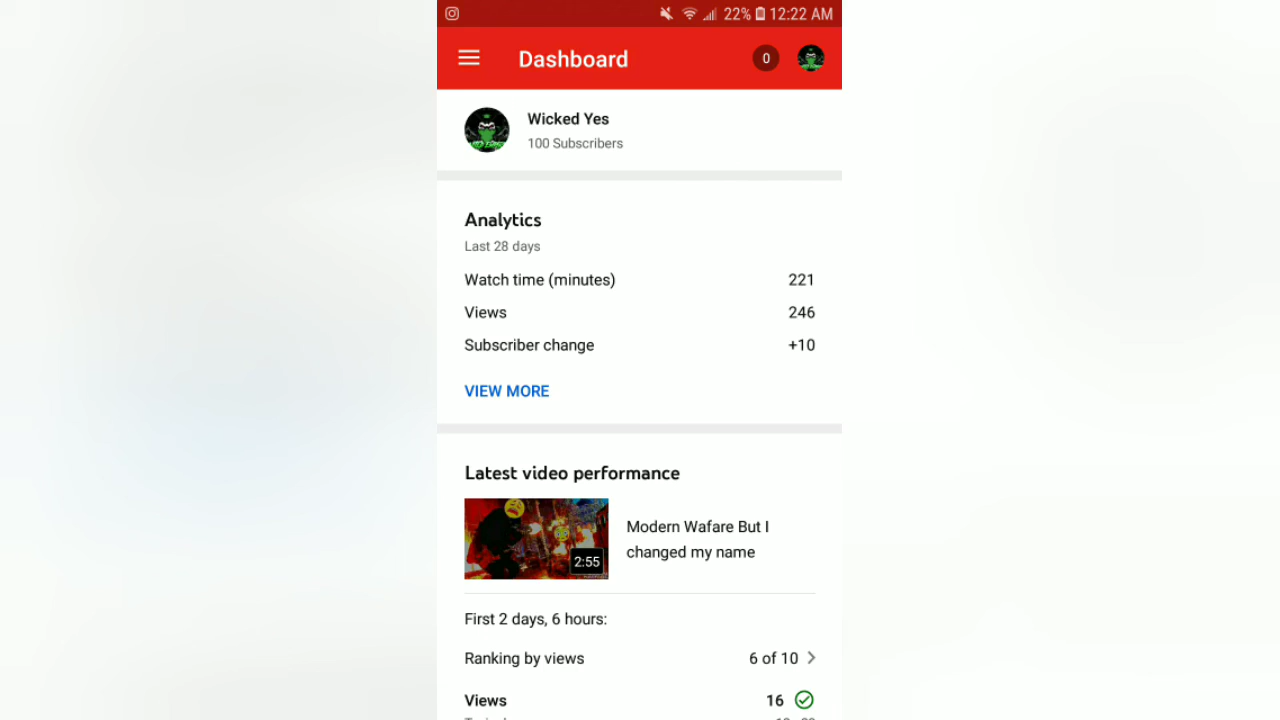 22% 12:22 AM
Dashboard
0
Wicked Yes
100 Subscribers
Analytics
Last 28 days
Watch time (minutes) 221
Views 246
Subscriber change +10
VIEW MORE
Latest video performance
2:55
Modern Wafare But I
changed my name
First 2 days, 6 hours:
Ranking by views 6 of 10
Views 16